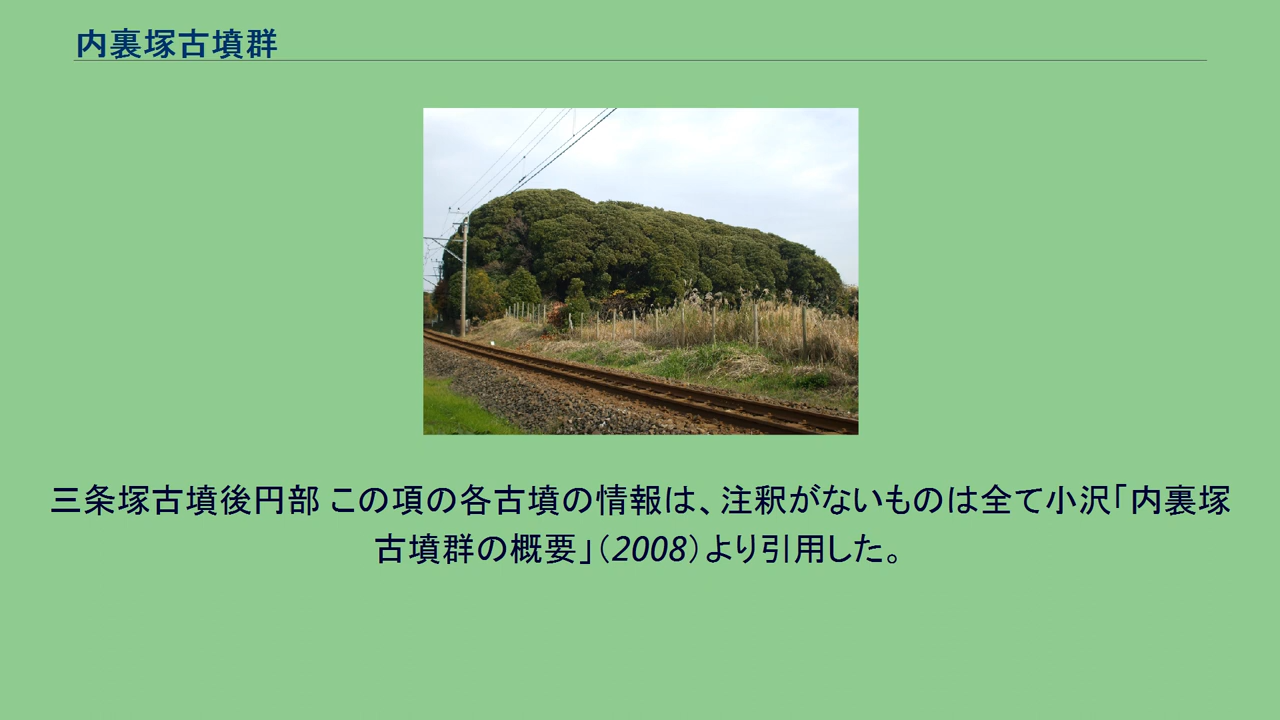 内裏塚古墳群
三条塚古墳後円部 この項の各古墳の情報は、注釈がないものは全て小沢「内裏塚
古墳群の概要」（2008）より引用した。